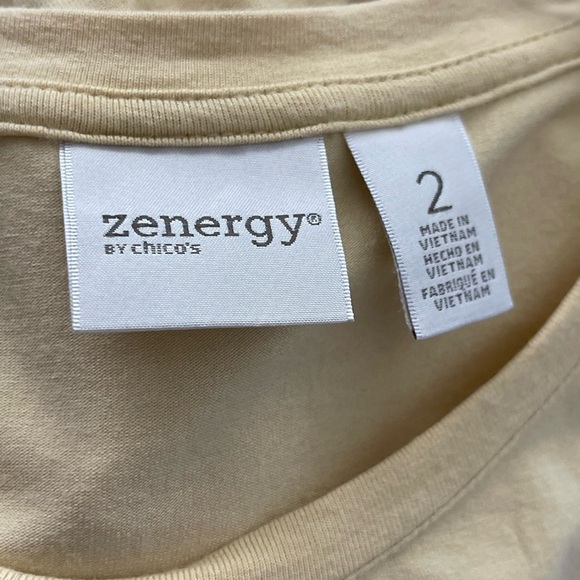 zenergy®
BY chico's
2
MADE IN
VIETNAM
HECHO EN
VIETNAM
FABRIQUÉ EN
VIETNAM